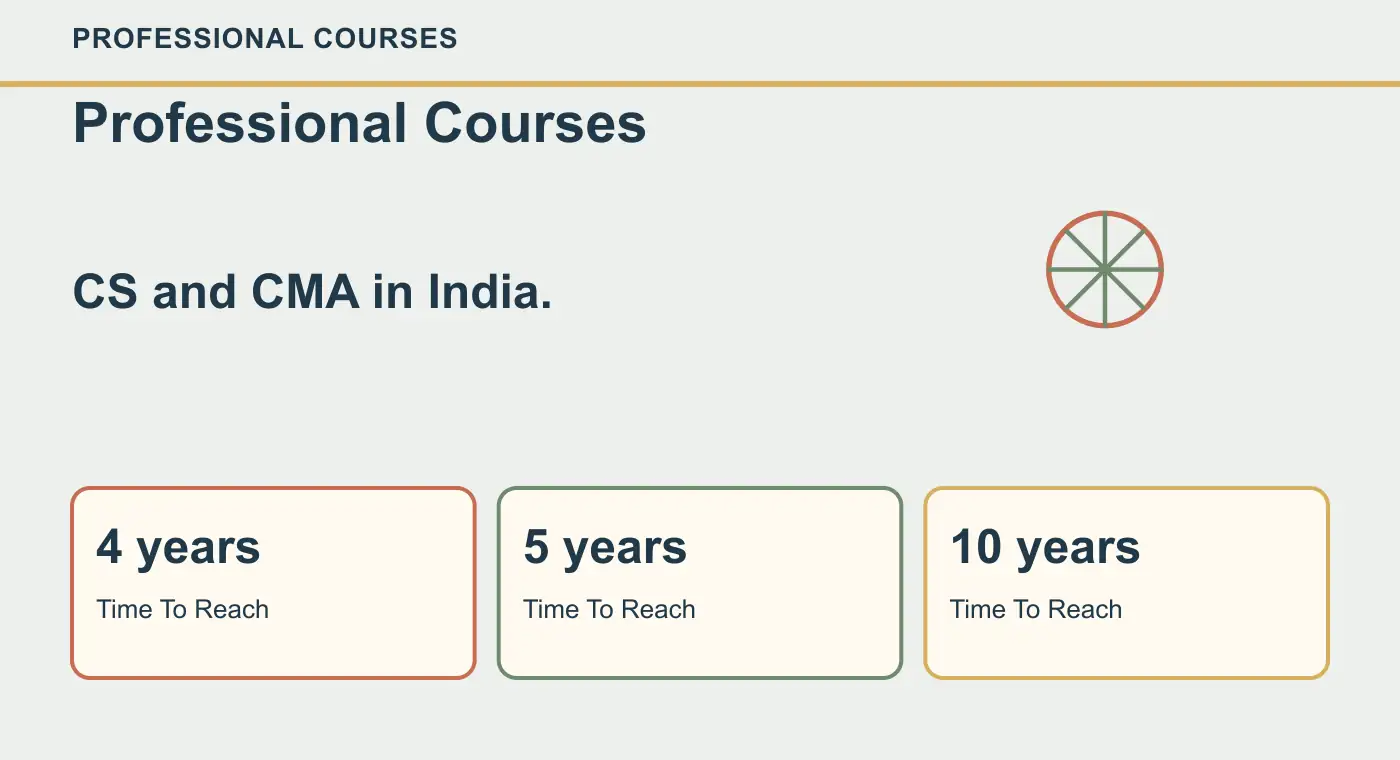 PROFESSIONAL COURSES
Professional Courses
CS and CMA in India.
4 years
Time To Reach
5 years
Time To Reach
10 years
Time To Reach